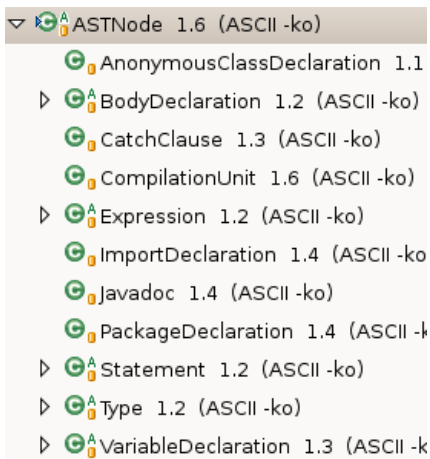 ASTNode 1.6 (ASCII -ko)
AnonymousClassDeclaration 1.1
BodyDeclaration 1.2 (ASCII -ko)
CatchClause 1.3 (ASCII -ko)
CompilationUnit 1.6 (ASCII -ko)
Expression 1.2 (ASCII -ko)
ImportDeclaration 1.4 (ASCII -ko
Javadoc 1.4 (ASCII -ko)
PackageDeclaration 1.4 (ASCII -k
Statement 1.2 (ASCII -ko)
Type 1.2 (ASCII -ko)
VariableDeclaration 1.3 (ASCII -k